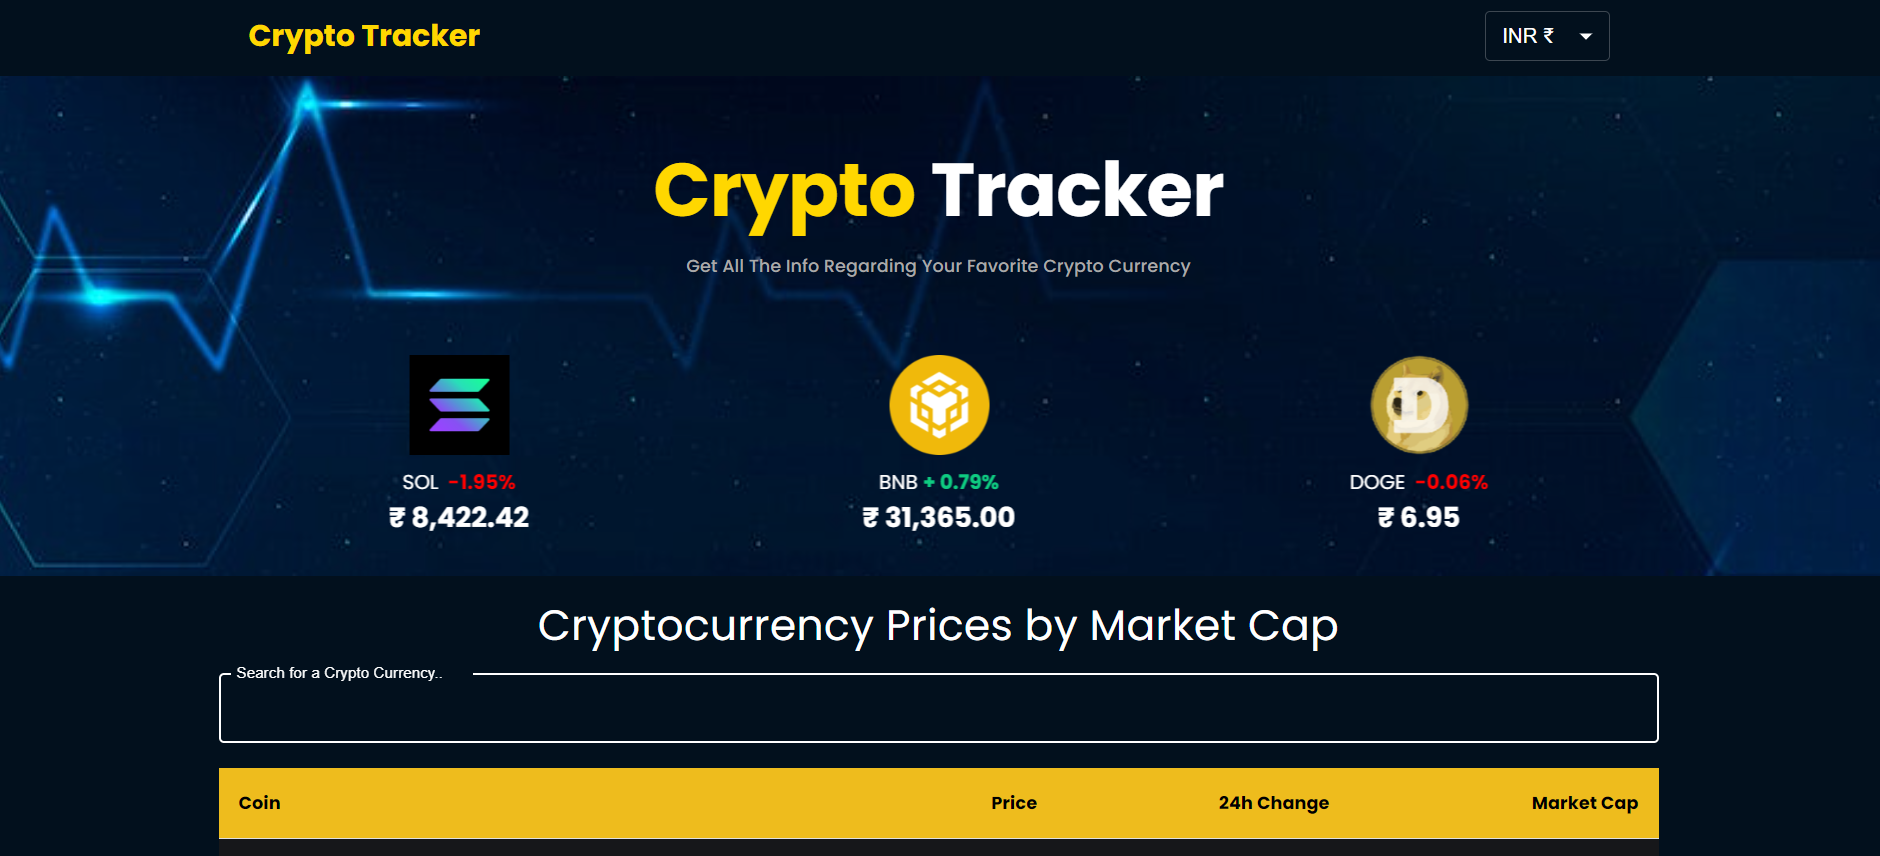 Crypto Tracker
INR ₹
Crypto Tracker
Get All The Info Regarding Your Favorite Crypto Currency
SOL -1.95%
₹ 8,422.42
BNB + 0.79%
₹ 31,365.00
DOGE -0.06%
₹ 6.95
Cryptocurrency Prices by Market Cap
Search for a Crypto Currency..
Coin Price 24h Change Market Cap